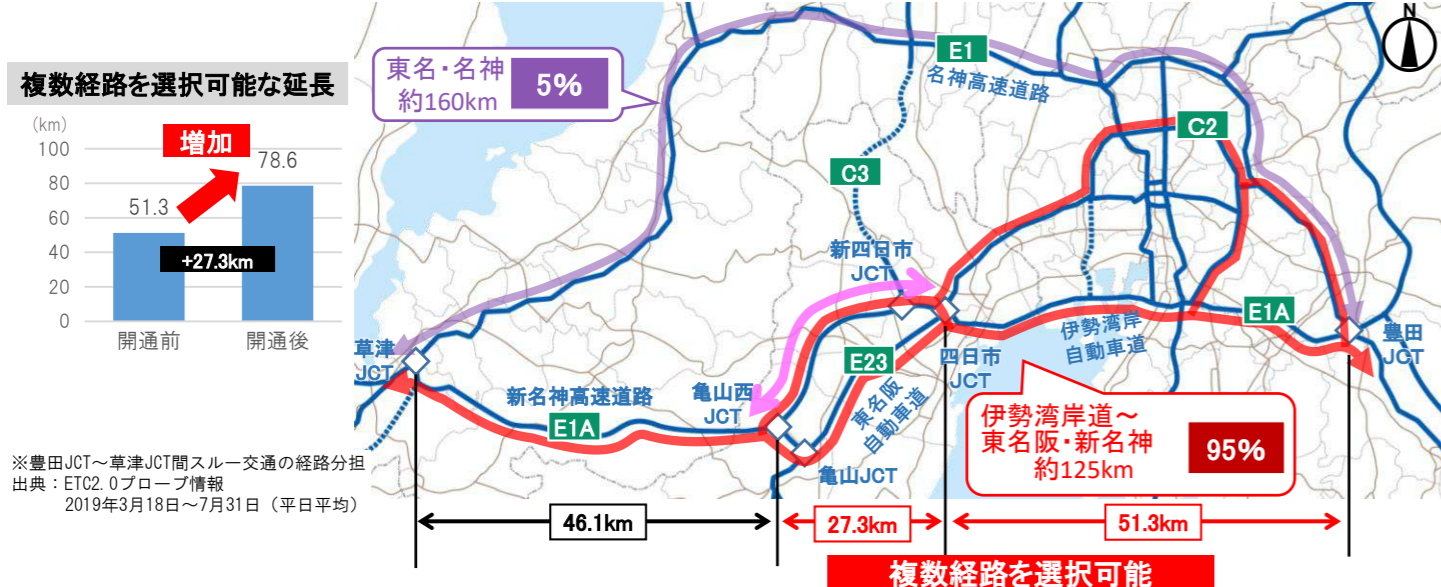 複数経路を選択可能な延長
(km)
100
80
60
40
20
0
増加
51.3
78.6
+27.3km
開通前
開通後
※豊田JCT～草津JCT間スルー交通の経路分担
出典：ETC2.0プローブ情報
2019年3月18日～7月31日（平日平均）
東名・名神
約160km
5%
E1
名神高速道路
N
C2
C3
新四日市
JCT
E1A
伊勢湾岸
自動車道
豊田
JCT
草津
JCT
E23
四日市
JCT
東名阪
自動車道
新名神高速道路
E1A
亀山西
JCT
亀山JCT
伊勢湾岸道～
東名阪・新名神
約125km
95%
46.1km
27.3km
51.3km
複数経路を選択可能